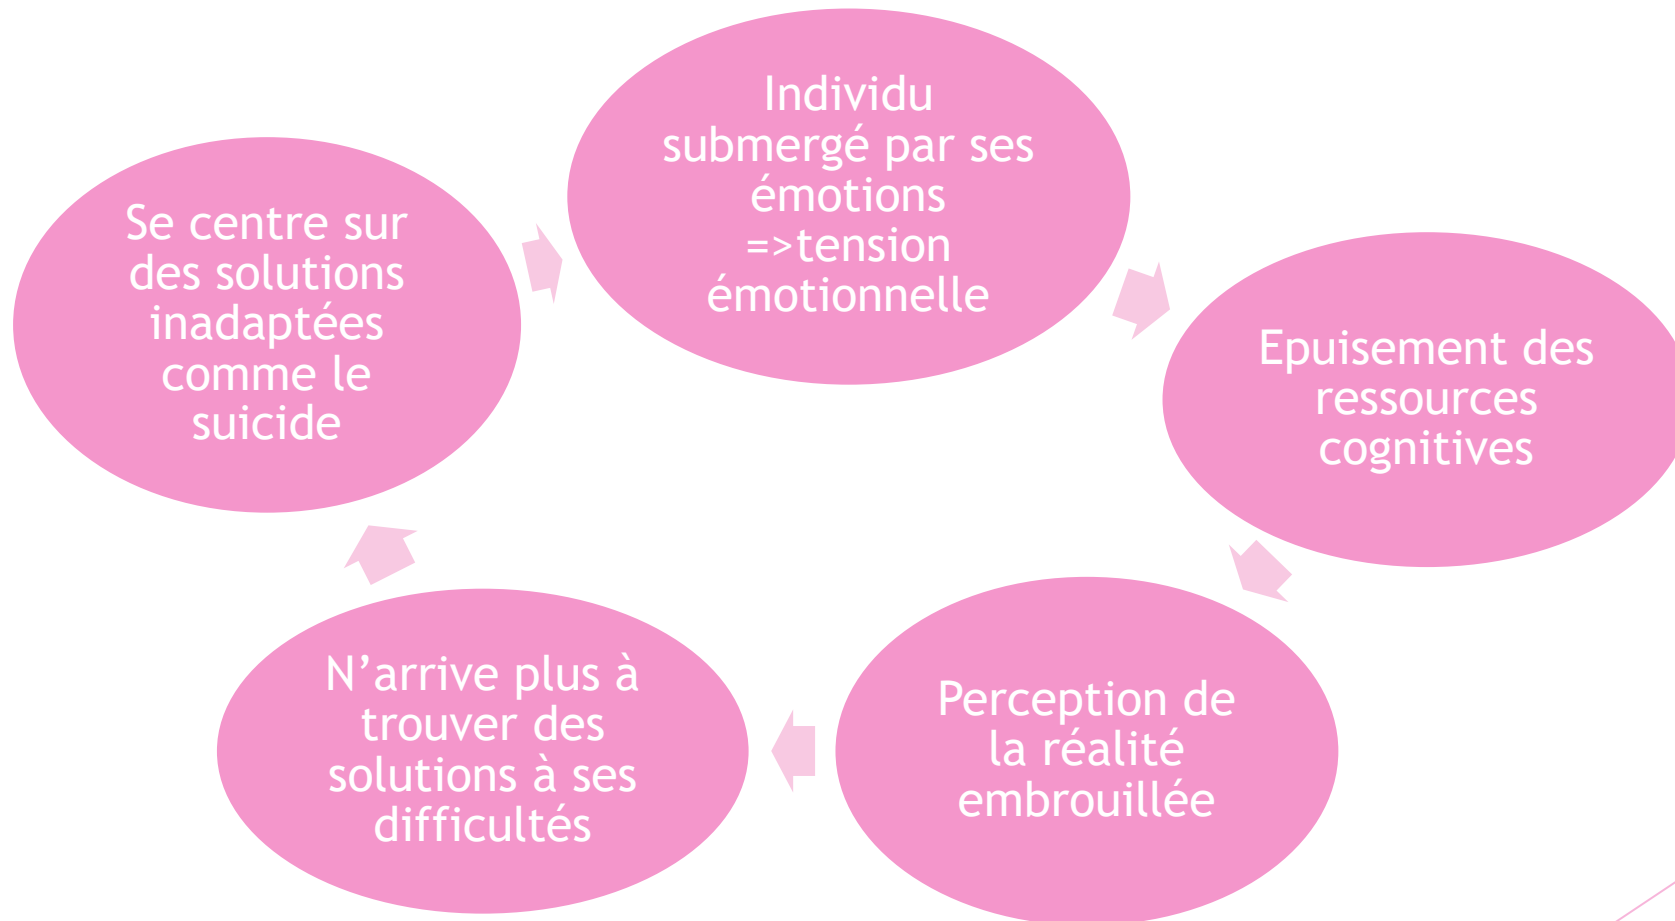 Individu
submergé par ses
émotions
=>tension
émotionnelle
Epuisement des
ressources
cognitives
Perception de
la réalité
embrouillée
N’arrive plus à
trouver des
solutions à ses
difficultés
Se centre sur
des solutions
inadaptées
comme le
suicide